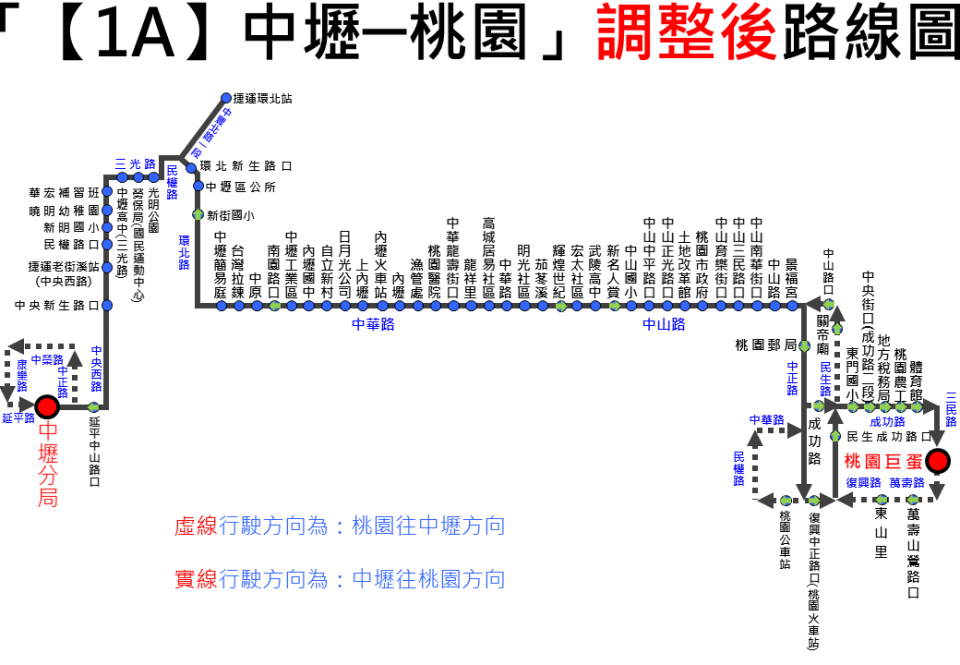 「【1A】中壢─桃園」調整後路線圖
捷運環北站
中豐北路一段
環北新生路口
中壢區公所
新街國小
三光路
民權路
華宏補習班
曉明幼稚園
新明國小
民權路口
捷運老街溪站
(中央西路)
中央新生路口
中壢高中(三光路)
勞保局(國民運動中心)
光明公園
環北路
中央西路
中榮路
康樂路
中正路
延平路
中壢分局
延平中山路口
中壢簡易庭
台灣拉鍊
中原
南園路口
中壢工業區
內壢國中
自立新村
日月光公司
上內壢
內壢火車站
內壢
漁管處
桃園醫院
中華龍壽街口
龍祥里
高城居易社區
中華路
明光社區
茄苳溪
輝煌世紀
宏太社區
武陵高中
新名人賞
中山國小
中山中平路口
中山正光路口
土地改革館
桃園市政府
中山育樂街口
中山三民路口
中山南華街口
中山路
景福宮
中華路
中山路
中山路口
關帝廟
桃園郵局
中正路
民生路
東門國小
中央街口(成功路二段)
地方稅務局
桃園農工
體育館
三民路
成功路
成功路
民生成功路口
桃園巨蛋
中華路
民權路
復興路
萬壽路
桃園公車站
復興中正路口(桃園火車站)
東山里
萬壽山鶯路口
虛線行駛方向為：桃園往中壢方向
實線行駛方向為：中壢往桃園方向